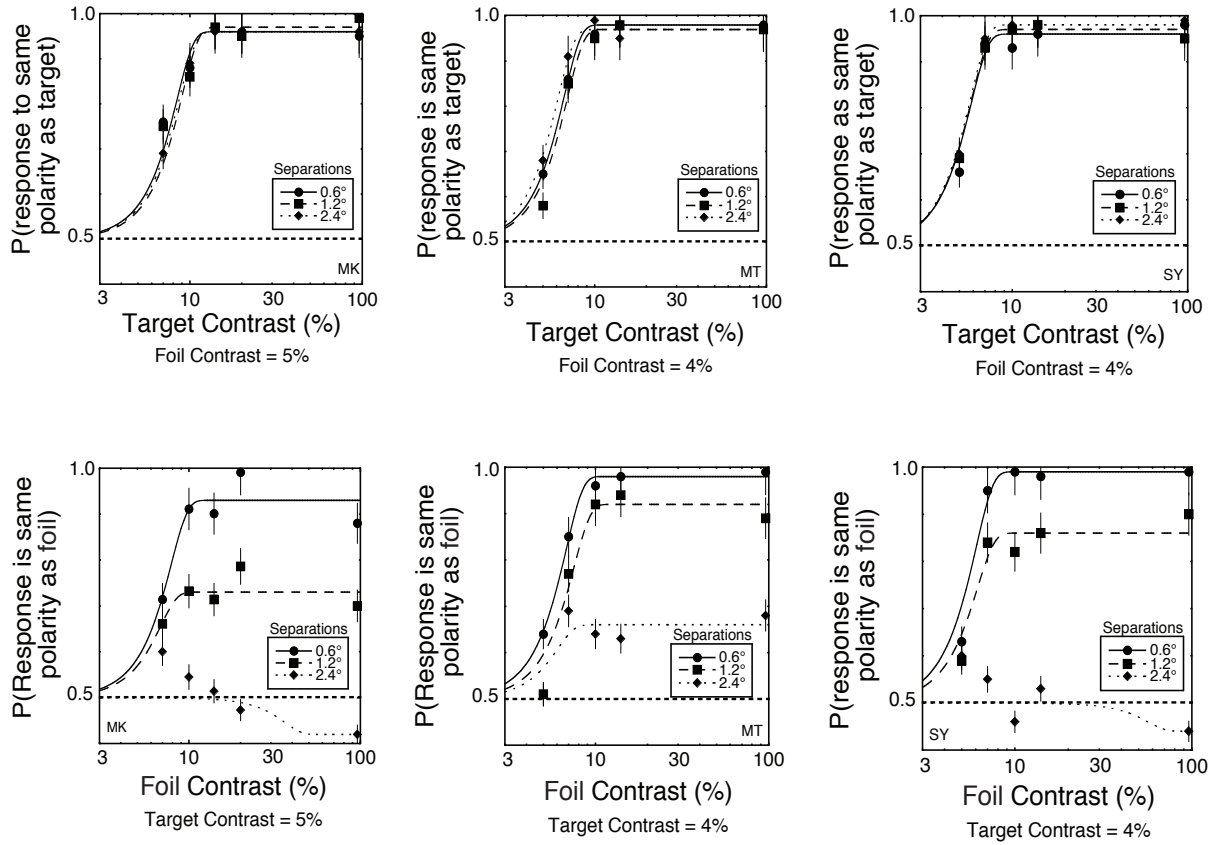 P(response to same
polarity as target)
1.0
0.5
Separations
0.6°
1.2°
2.4°
MK
3 10 30 100
Target Contrast (%)
Foil Contrast = 5%
P(response is same
polarity as target)
1.0
0.5
Separations
0.6°
1.2°
2.4°
MT
3 10 30 100
Target Contrast (%)
Foil Contrast = 4%
P(response as same
polarity as target)
1.0
0.5
Separations
0.6°
1.2°
2.4°
SY
3 10 30 100
Target Contrast (%)
Foil Contrast = 4%
P(Response is same
polarity as foil)
1.0
0.5
Separations
0.6°
1.2°
2.4°
MK
3 10 30 100
Foil Contrast (%)
Target Contrast = 5%
P(Response is same
polarity as foil)
1.0
0.5
Separations
0.6°
1.2°
2.4°
MT
3 10 30 100
Foil Contrast (%)
Target Contrast = 4%
P(response is same
polarity as foil)
1.0
0.5
Separations
0.6°
1.2°
2.4°
SY
3 10 30 100
Foil Contrast (%)
Target Contrast = 4%